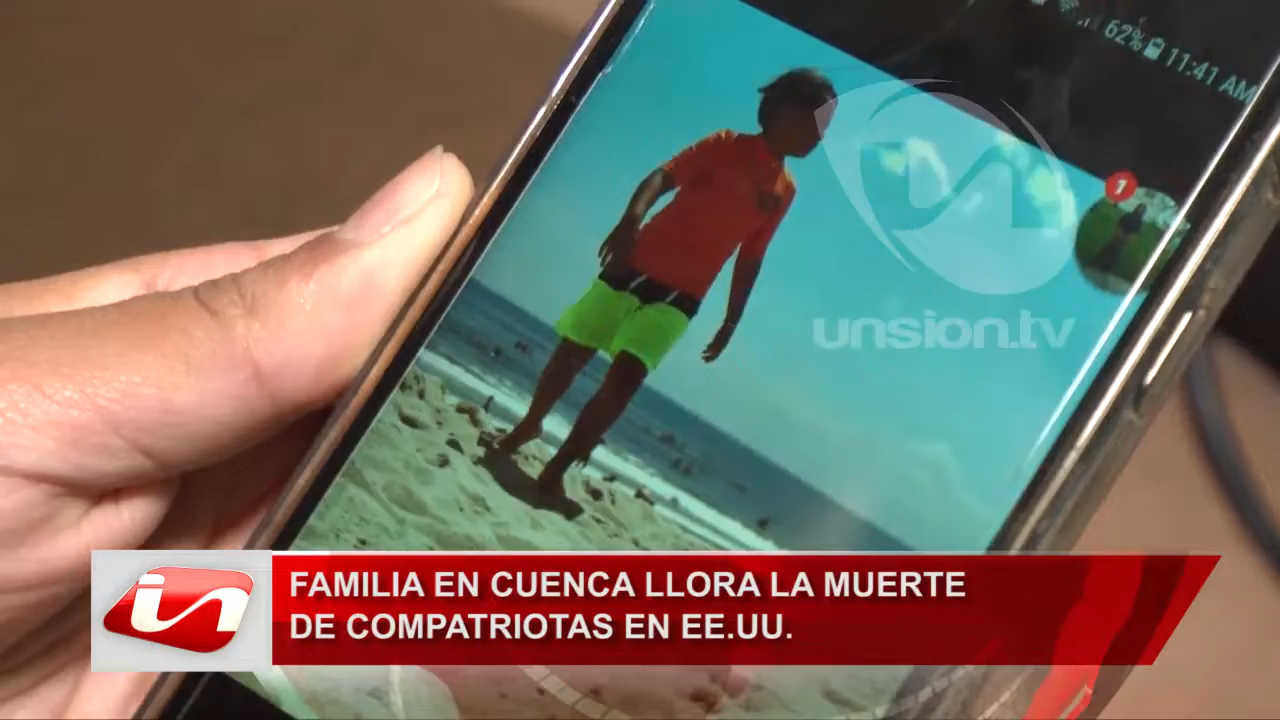 62% 11:41 AM
1
unsion.tv
FAMILIA EN CUENCA LLORA LA MUERTE
DE COMPATRIOTAS EN EE.UU.